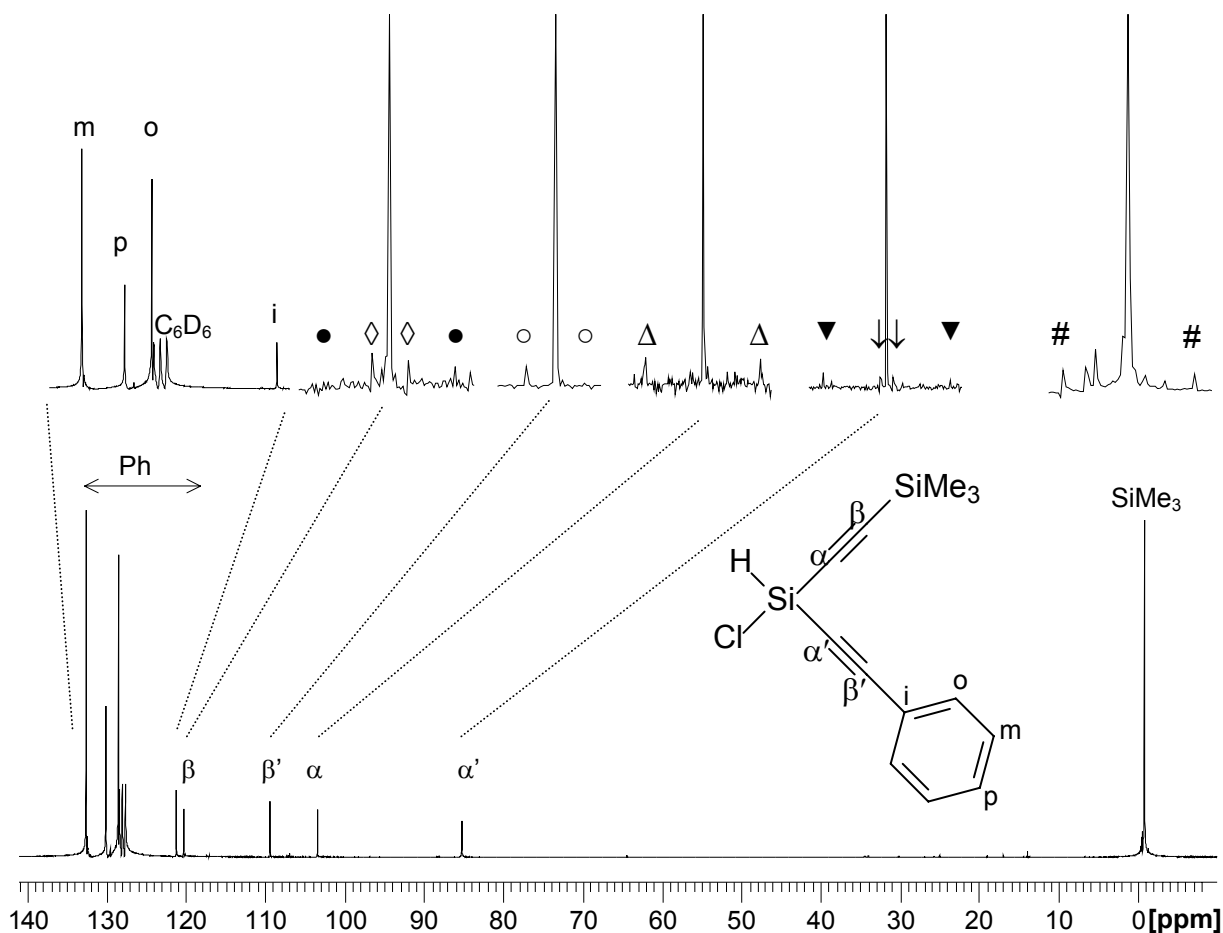 m
o
p
C₆D₆
i
● ◊ ◊ ● ○ ○ Δ Δ ▼ ↓↓ ▼ # #
Ph
β
β'
α
α'
SiMe₃
β
α
H
Si
Cl
α'
β'
i
o
m
p
SiMe₃
140 130 120 110 100 90 80 70 60 50 40 30 20 10 0 [ppm]